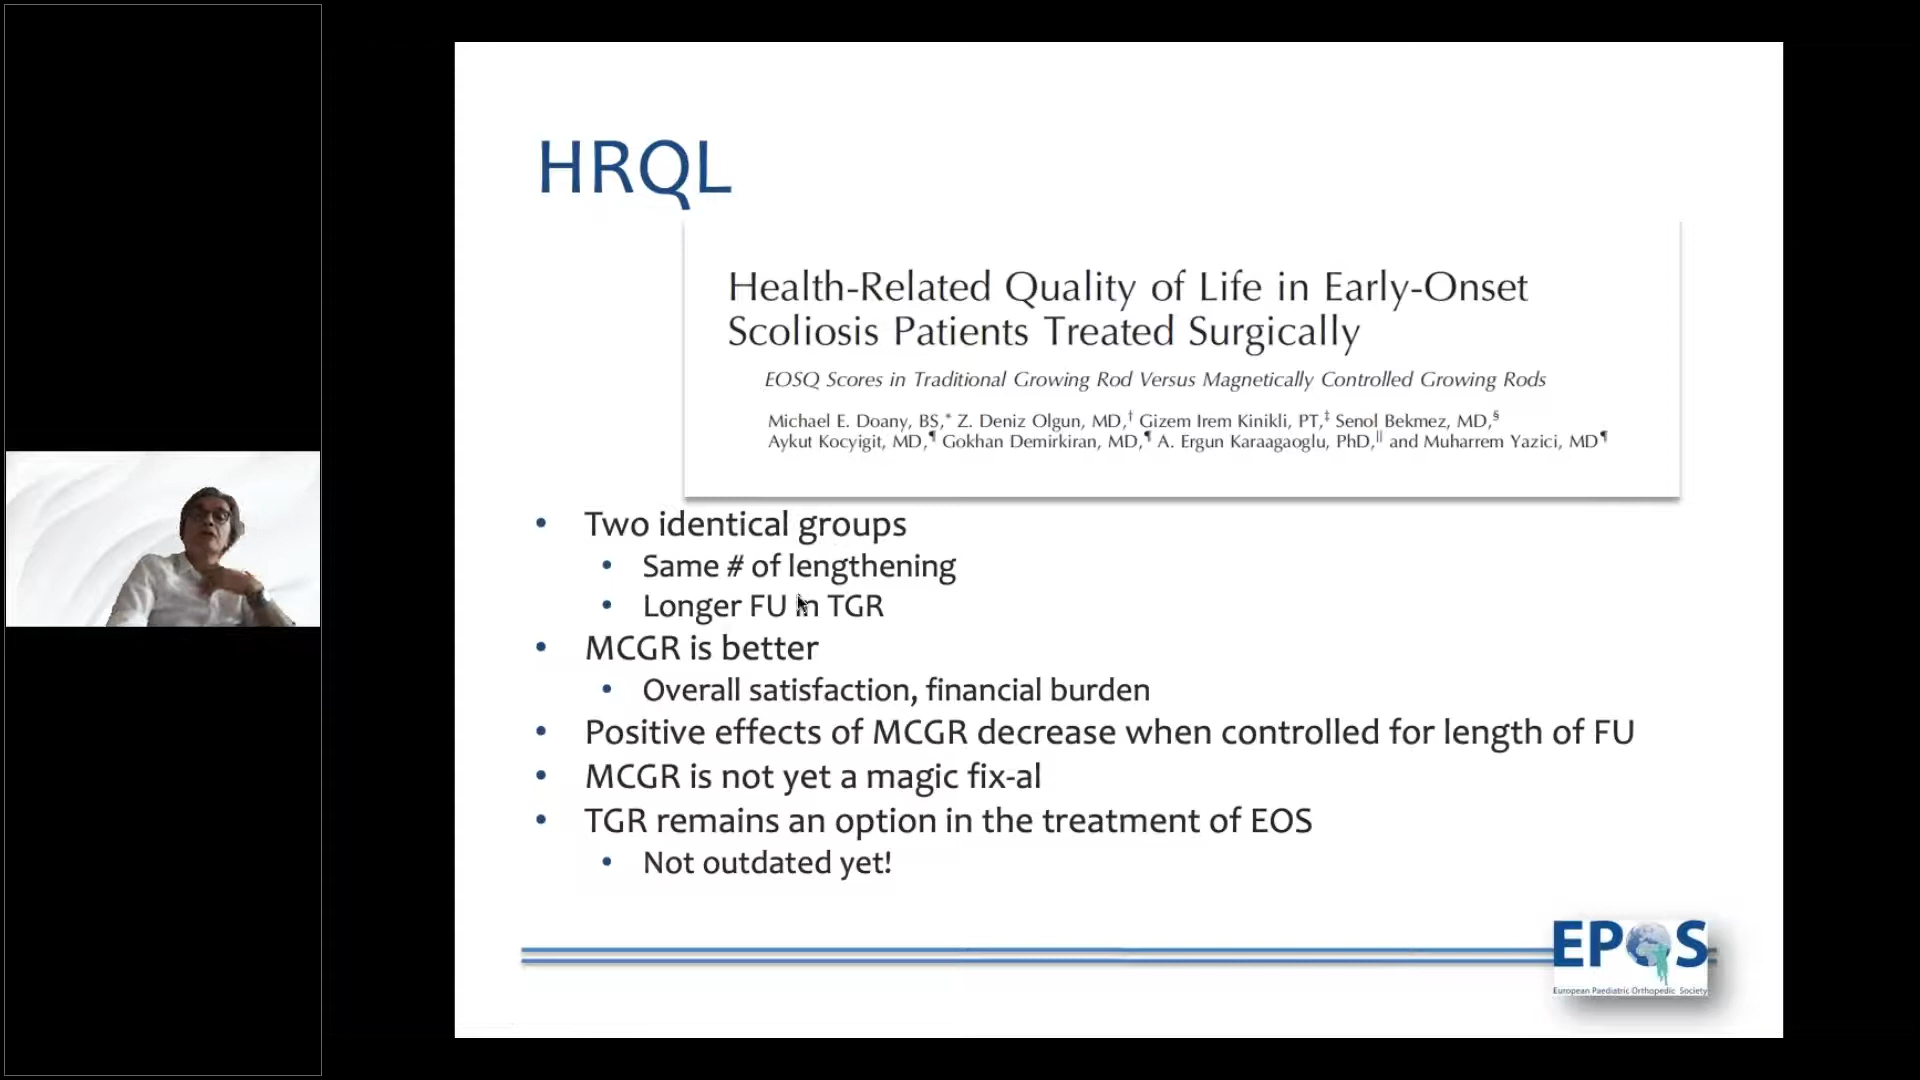 HRQL
Health-Related Quality of Life in Early-Onset
Scoliosis Patients Treated Surgically
EOSQ Scores in Traditional Growing Rod Versus Magnetically Controlled Growing Rods
Michael E. Doany, BS,* Z. Deniz Olgun, MD,† Gizem Irem Kinikli, PT,‡ Senol Bekmez, MD,§
Aykut Kocyigit, MD,¶ Gokhan Demirkiran, MD,¶ A. Ergun Karaagaoglu, PhD,|| and Muharrem Yazici, MD¶
• Two identical groups
• Same # of lengthening
• Longer FU in TGR
• MCGR is better
• Overall satisfaction, financial burden
• Positive effects of MCGR decrease when controlled for length of FU
• MCGR is not yet a magic fix-al
• TGR remains an option in the treatment of EOS
• Not outdated yet!
EPOS
European Paediatric Orthopedic Society